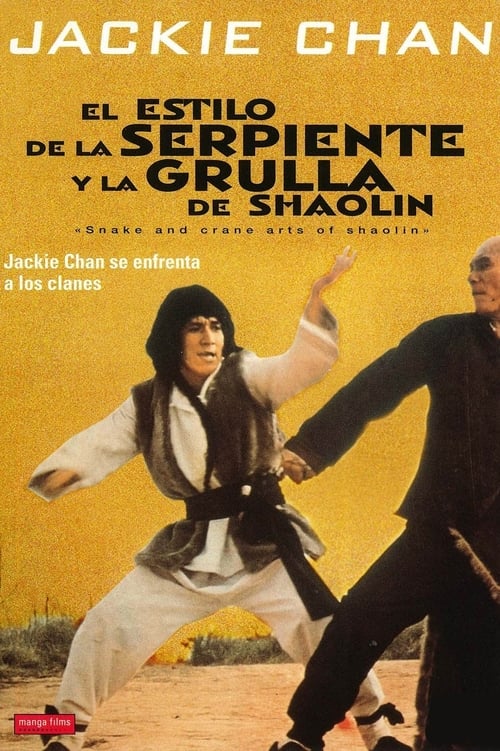 JACKIE CHAN
EL ESTILO
DE LA SERPIENTE
Y LA GRULLA
DE SHAOLIN
«Snake and crane arts of shaolin»
Jackie Chan se enfrenta
a los clanes
manga films